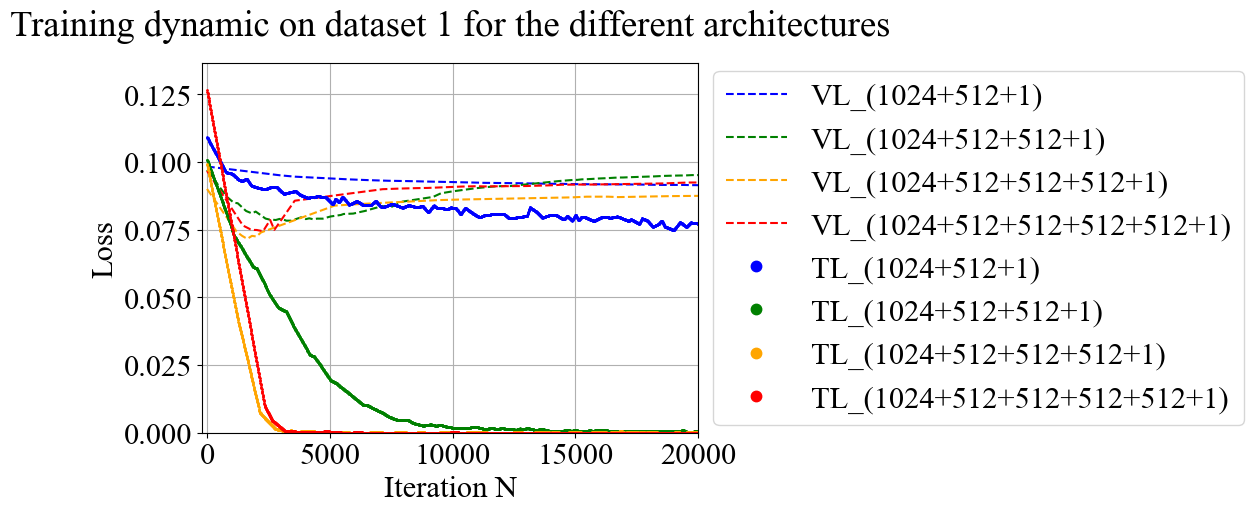 Training dynamic on dataset 1 for the different architectures
0.125
0.100
0.075
0.050
0.025
0.000
Loss
0
5000
10000
15000
20000
Iteration N
VL_(1024+512+1)
VL_(1024+512+512+1)
VL_(1024+512+512+512+1)
VL_(1024+512+512+512+512+1)
TL_(1024+512+1)
TL_(1024+512+512+1)
TL_(1024+512+512+512+1)
TL_(1024+512+512+512+512+1)